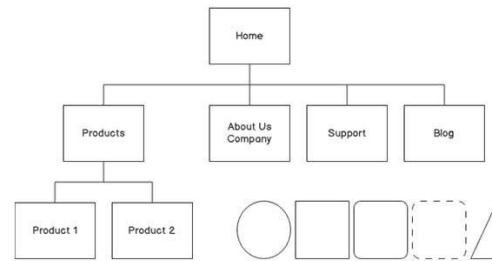 Home
Products
About Us
Company
Support
Blog
Product 1
Product 2